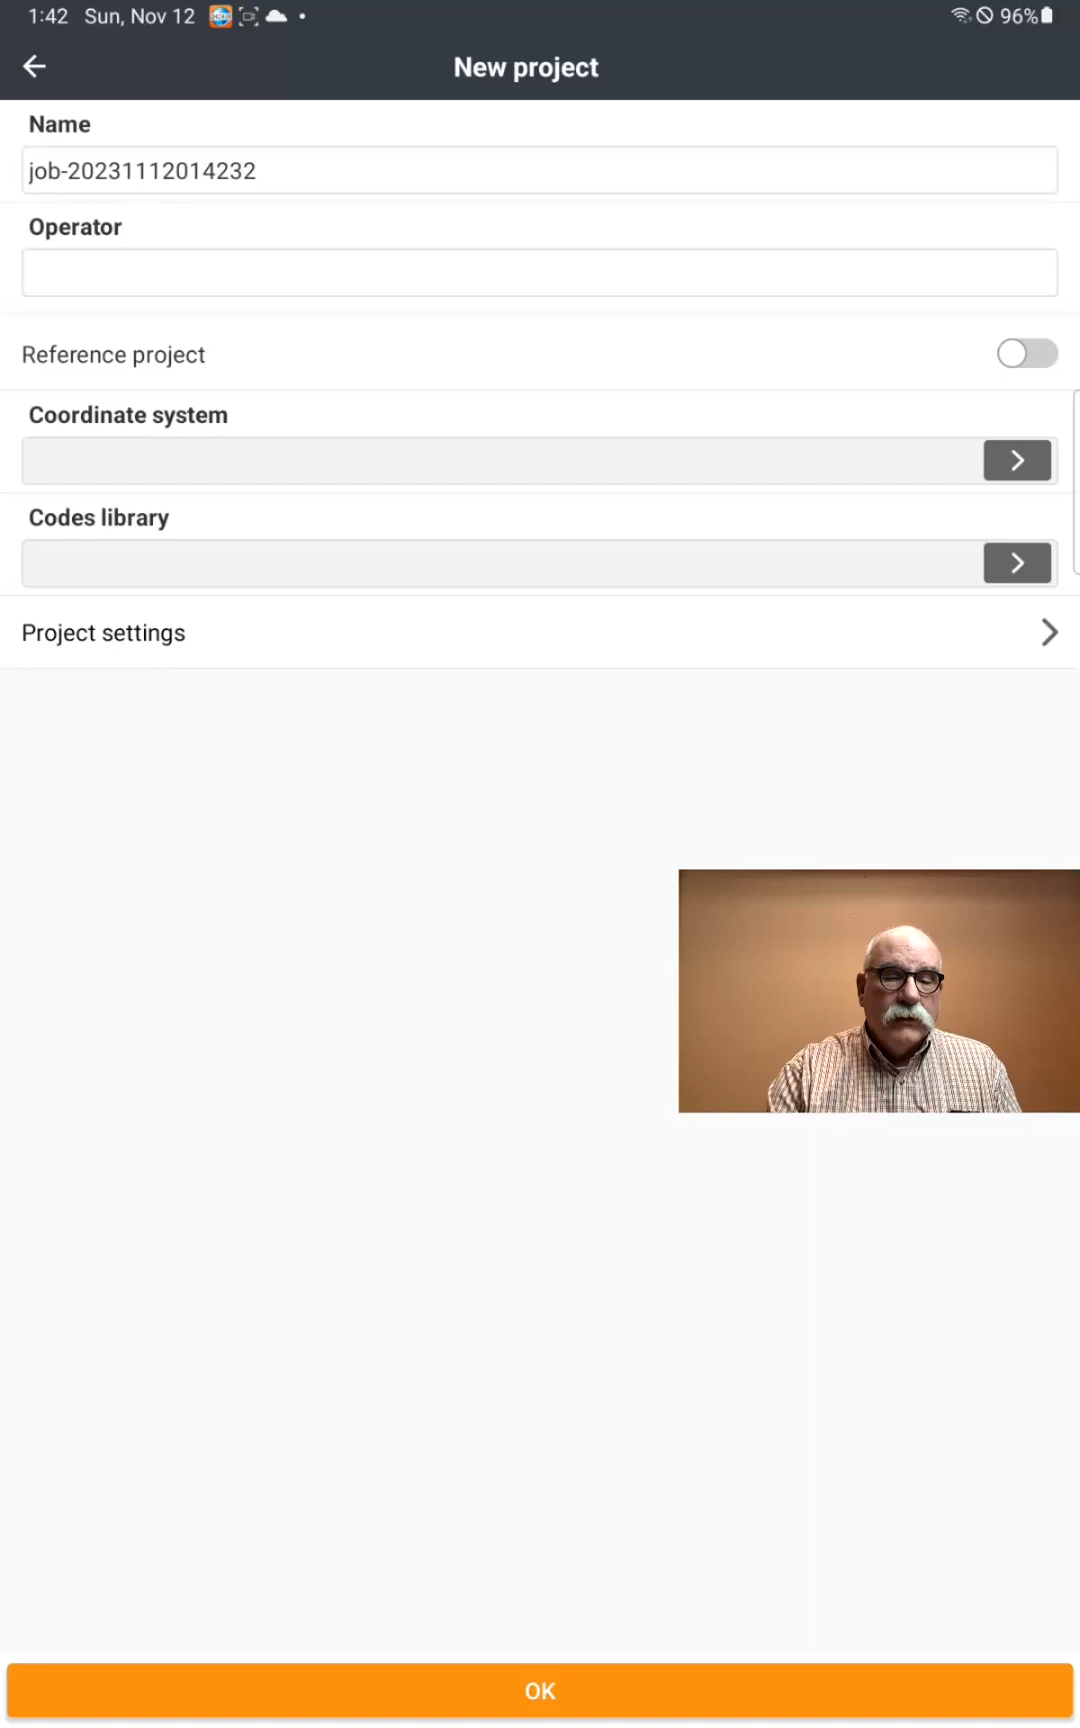 1:42 Sun, Nov 12 96%
New project
Name
job-20231112014232
Operator
Reference project
Coordinate system
Codes library
Project settings
OK